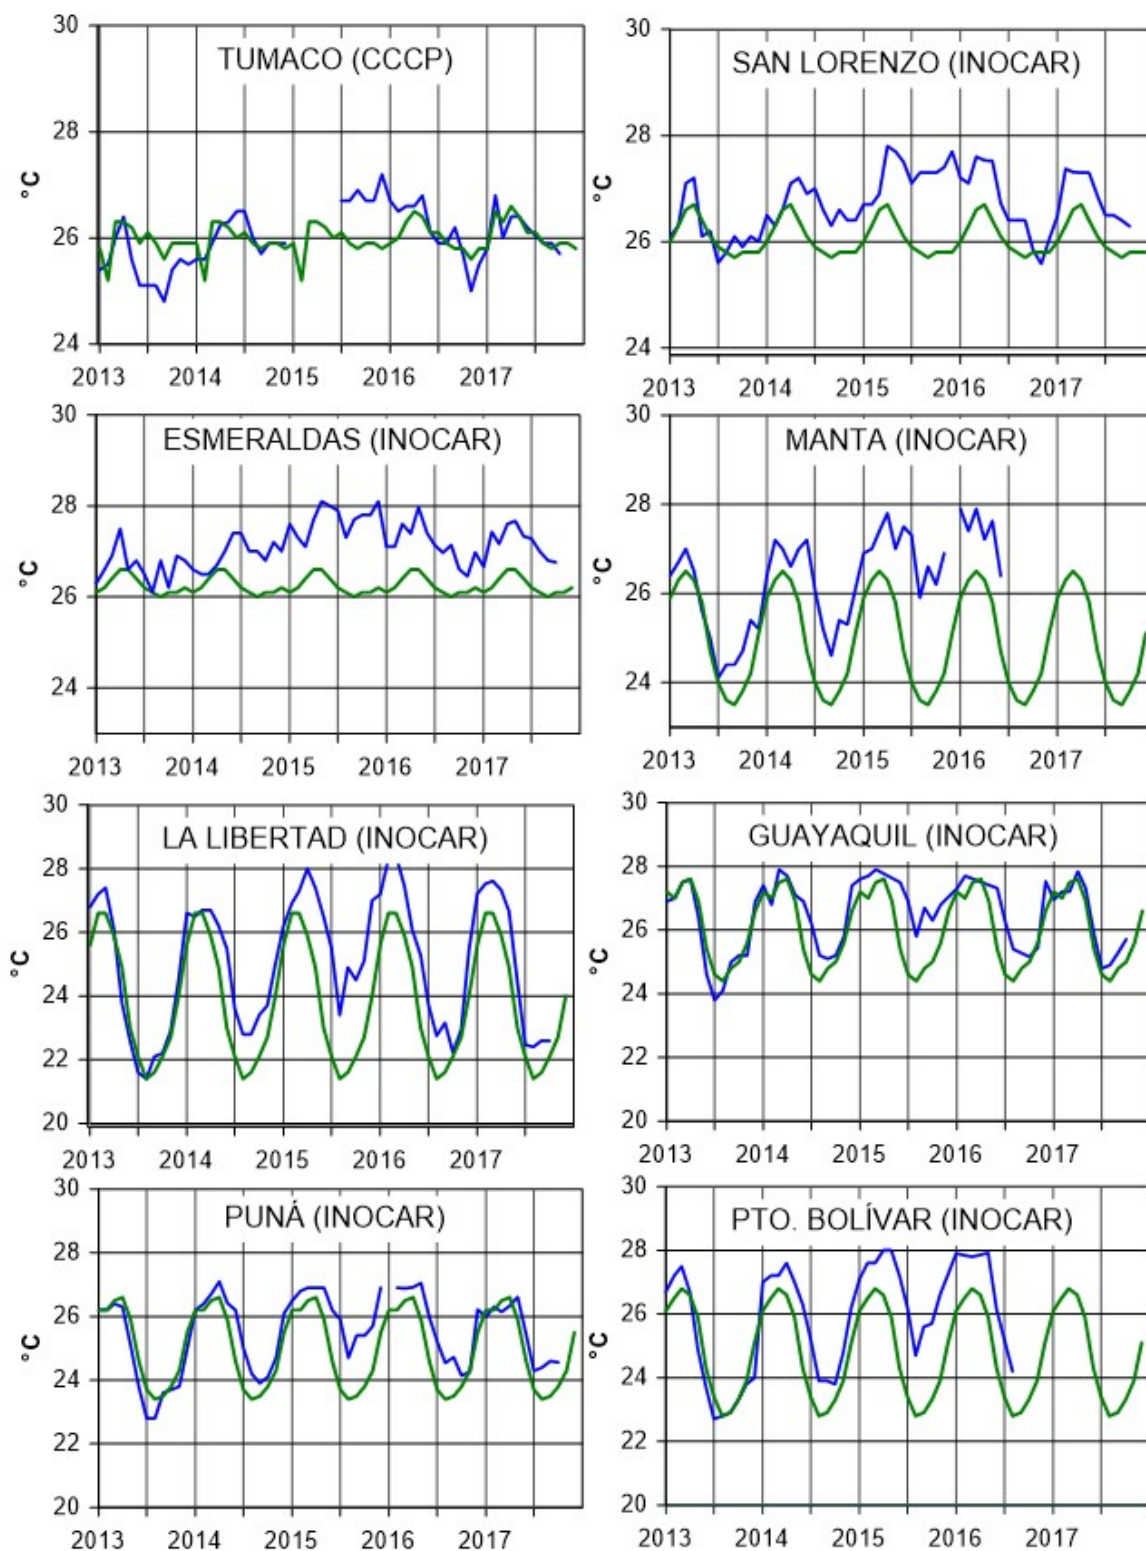 30
TUMACO (CCCP)
28
°C
26
24
2013 2014 2015 2016 2017
30
SAN LORENZO (INOCAR)
28
°C
26
24
2013 2014 2015 2016 2017
30
ESMERALDAS (INOCAR)
28
°C
26
24
2013 2014 2015 2016 2017
30
MANTA (INOCAR)
28
26
24
2013 2014 2015 2016 2017
30
LA LIBERTAD (INOCAR)
28
26
°C
24
22
20
2013 2014 2015 2016 2017
30
GUAYAQUIL (INOCAR)
28
26
°C
24
22
20
2013 2014 2015 2016 2017
30
PUNÁ (INOCAR)
28
26
°C
24
22
20
2013 2014 2015 2016 2017
30
PTO. BOLÍVAR (INOCAR)
28
26
°C
24
22
20
2013 2014 2015 2016 2017